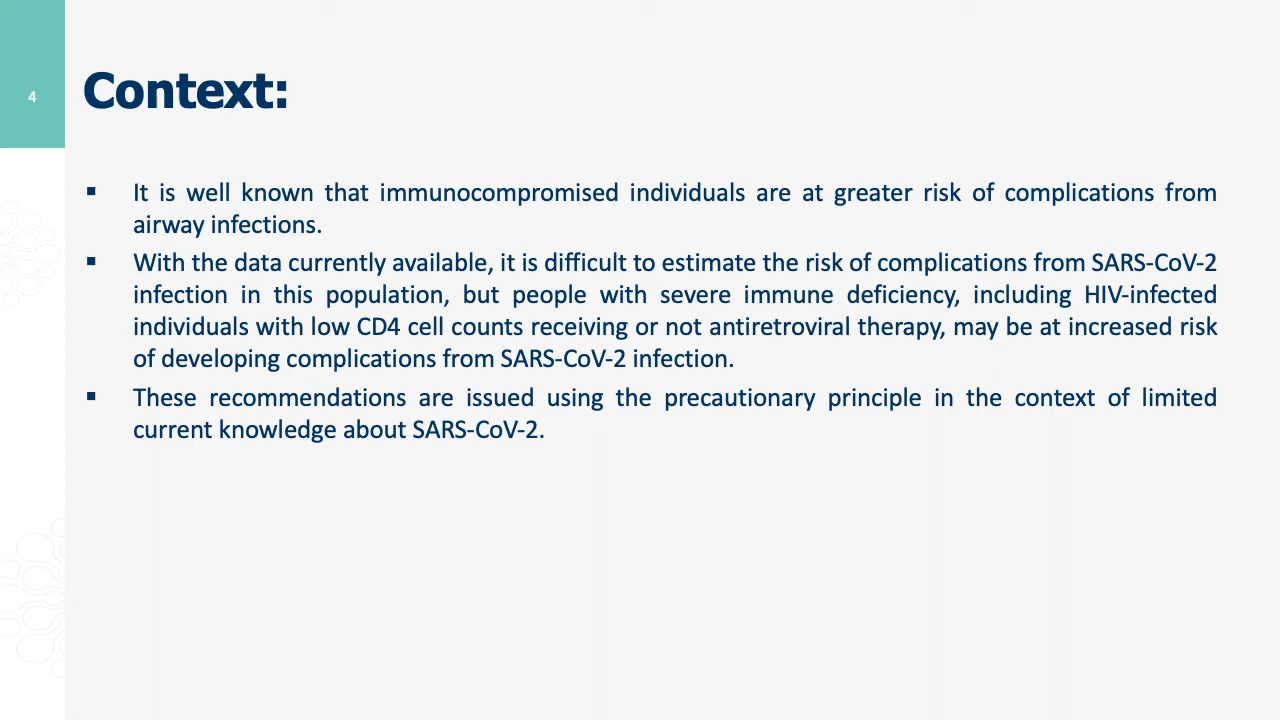 4
Context:
▪ It is well known that immunocompromised individuals are at greater risk of complications from
airway infections.
▪ With the data currently available, it is difficult to estimate the risk of complications from SARS-CoV-2
infection in this population, but people with severe immune deficiency, including HIV-infected
individuals with low CD4 cell counts receiving or not antiretroviral therapy, may be at increased risk
of developing complications from SARS-CoV-2 infection.
▪ These recommendations are issued using the precautionary principle in the context of limited
current knowledge about SARS-CoV-2.